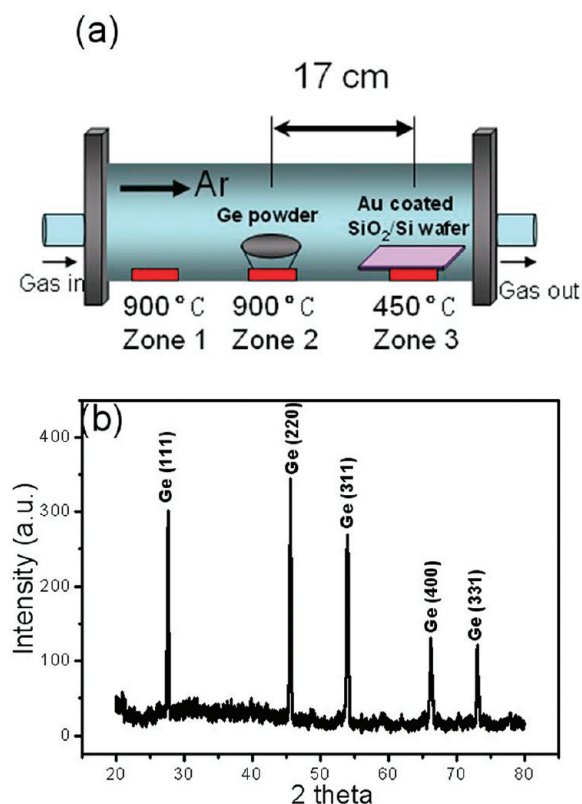 (a)
17 cm
Ar
Ge powder
Au coated
SiO₂/Si wafer
Gas in
Gas out
900°C
900°C
450°C
Zone 1
Zone 2
Zone 3
(b)
Ge (111)
Ge (220)
Ge (311)
Ge (400)
Ge (331)
Intensity (a.u.)
400
300
200
100
0
20
30
40
50
60
70
80
2 theta